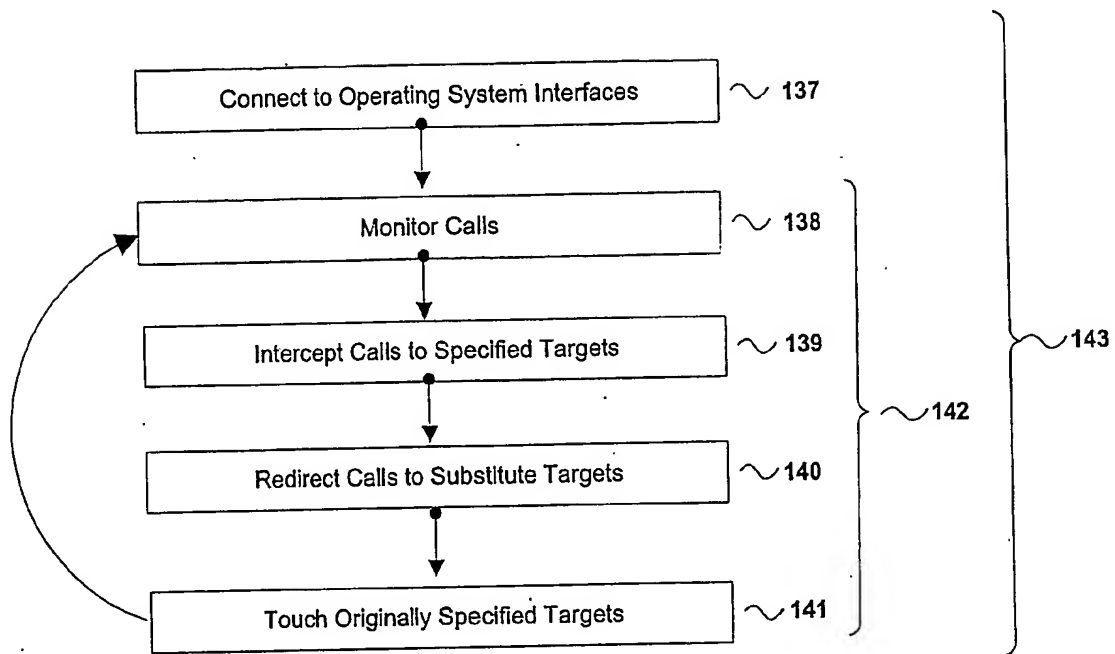 Connect to Operating System Interfaces 137
Monitor Calls 138
Intercept Calls to Specified Targets 139
143
142
Redirect Calls to Substitute Targets 140
Touch Originally Specified Targets 141